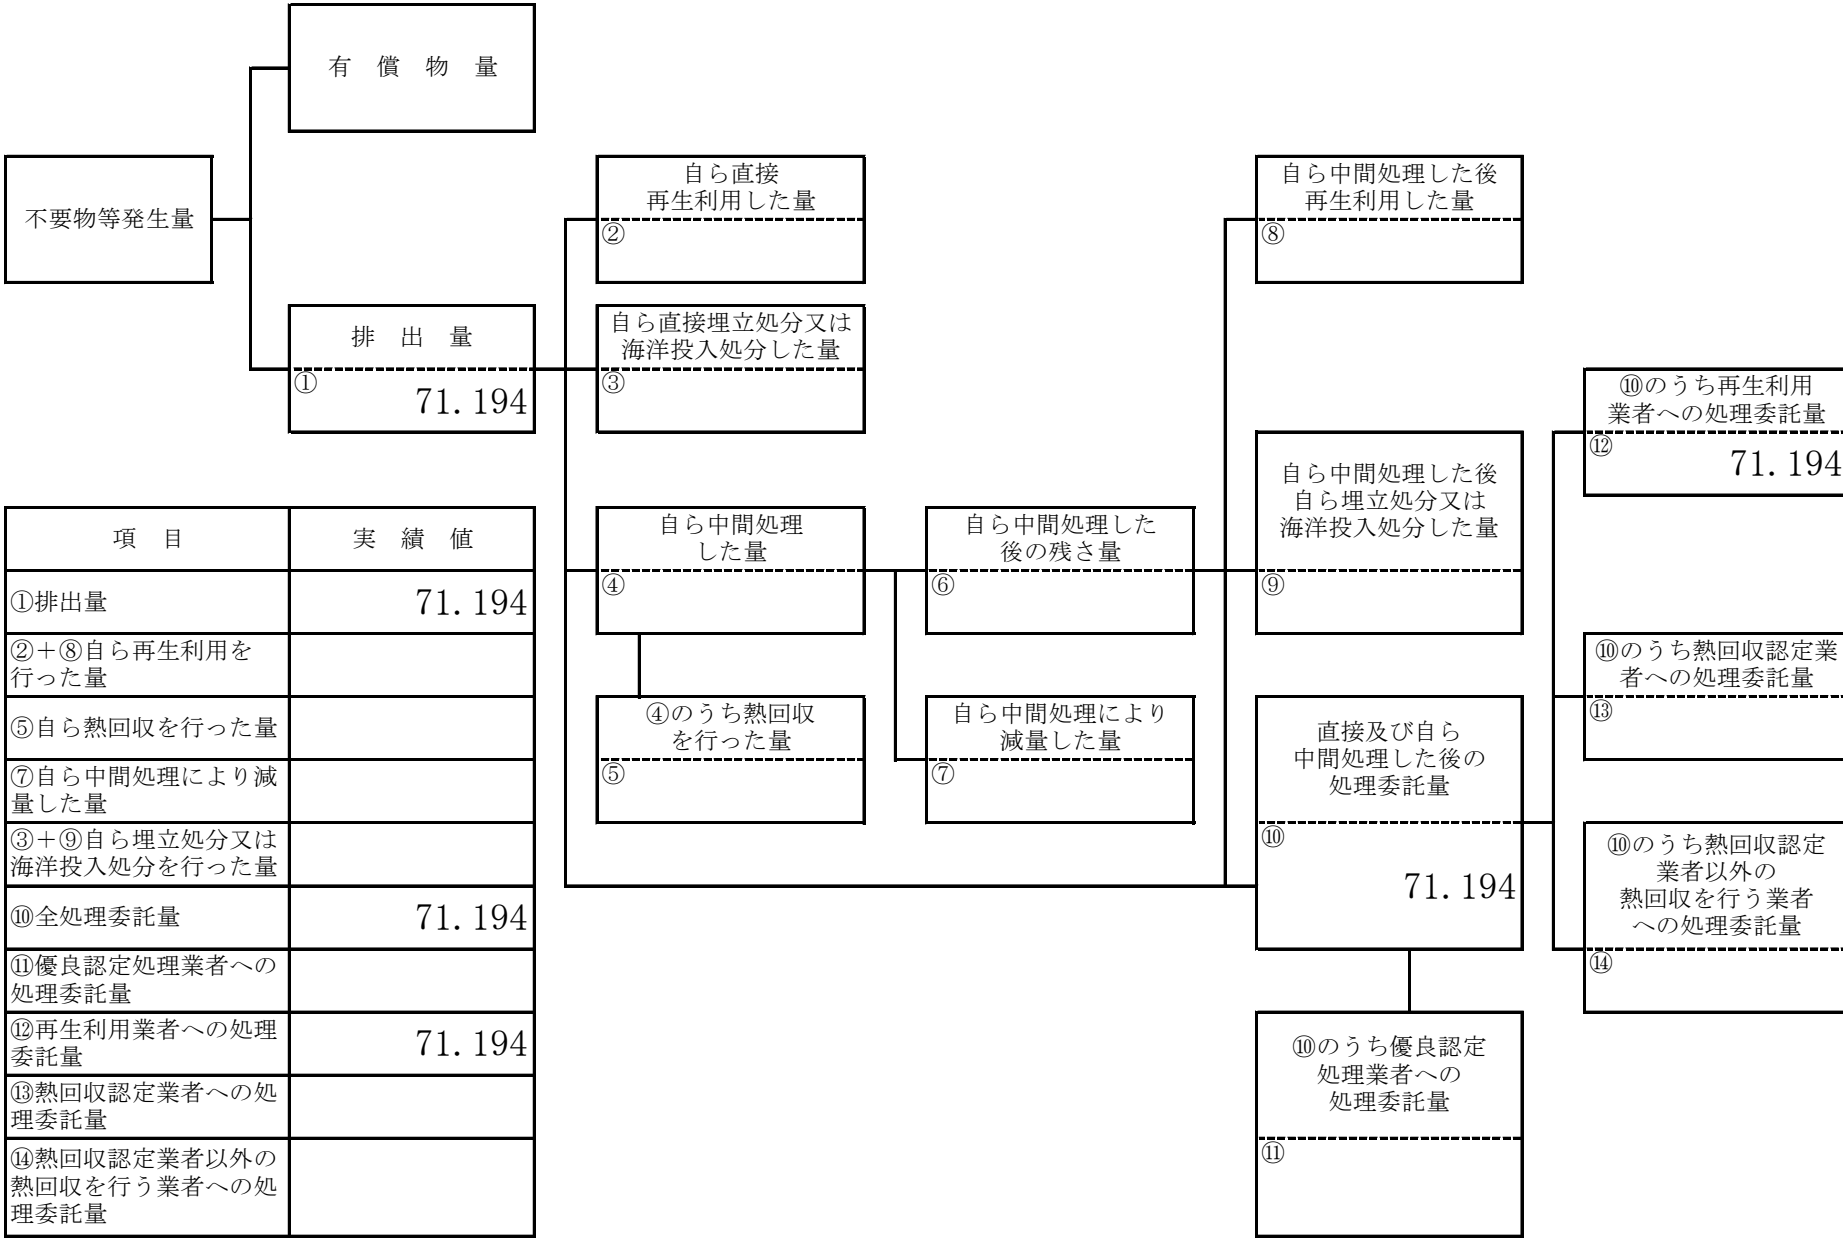 有　償　物　量
不要物等発生量
排　出　量
①
71.194
自ら直接
再生利用した量
②
自ら直接埋立処分又は
海洋投入処分した量
③
自ら中間処理
した量
④
④のうち熱回収
を行った量
⑤
自ら中間処理した
後の残さ量
⑥
自ら中間処理により
減量した量
⑦
自ら中間処理した後
再生利用した量
⑧
自ら中間処理した後
自ら埋立処分又は
海洋投入処分した量
⑨
直接及び自ら
中間処理した後の
処理委託量
⑩
71.194
⑩のうち優良認定
処理業者への
処理委託量
⑪
⑩のうち再生利用
業者への処理委託量
⑫
71.194
⑩のうち熱回収認定業
者への処理委託量
⑬
⑩のうち熱回収認定
業者以外の
熱回収を行う業者
への処理委託量
⑭
項　目
実　績　値
①排出量
71.194
②＋⑧自ら再生利用を
行った量
⑤自ら熱回収を行った量
⑦自ら中間処理により減
量した量
③＋⑨自ら埋立処分又は
海洋投入処分を行った量
⑩全処理委託量
71.194
⑪優良認定処理業者への
処理委託量
⑫再生利用業者への処理
委託量
71.194
⑬熱回収認定業者への処
理委託量
⑭熱回収認定業者以外の
熱回収を行う業者への処
理委託量